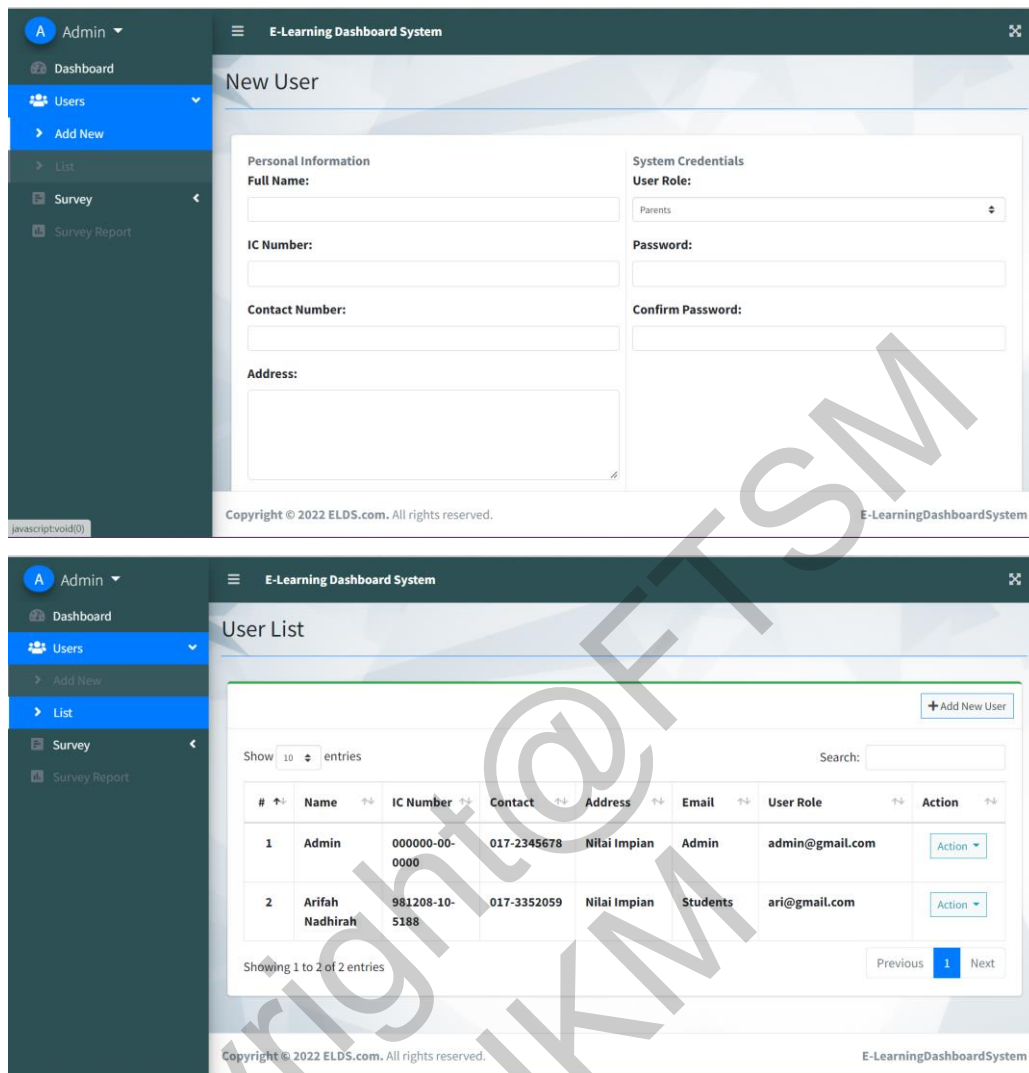 A Admin
E-Learning Dashboard System
Dashboard
Users
Add New
List
Survey
Survey Report
New User
Personal Information
Full Name:
IC Number:
Contact Number:
Address:
System Credentials
User Role:
Parents
Password:
Confirm Password:
Copyright © 2022 ELDS.com. All rights reserved.
E-LearningDashboardSystem
javascript:void(0)
A Admin
E-Learning Dashboard System
Dashboard
Users
Add New
List
Survey
Survey Report
User List
Add New User
Show 10 entries
Search:
# Name IC Number Contact Address Email User Role Action
1 Admin 000000-00-0000 017-2345678 Nilai Impian Admin admin@gmail.com Action
2 Arifah Nadhirah 981208-10-5188 017-3352059 Nilai Impian Students ari@gmail.com Action
Showing 1 to 2 of 2 entries
Previous 1 Next
Copyright © 2022 ELDS.com. All rights reserved.
E-LearningDashboardSystem
yright@FTSM